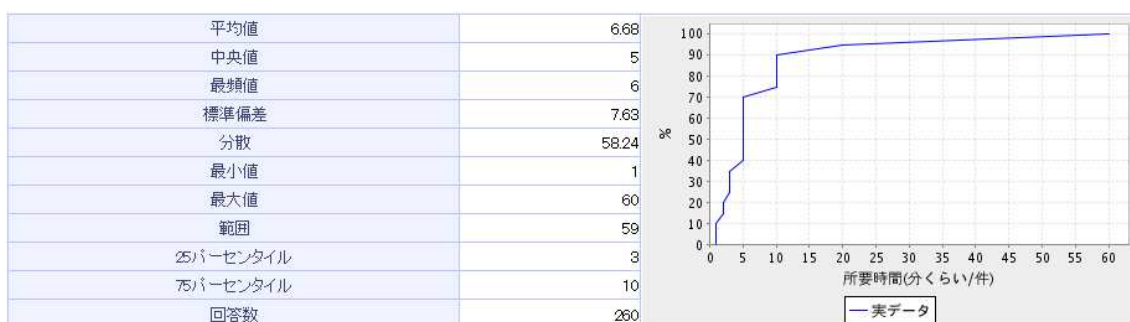 平均値 6.68
中央値 5
最頻値 6
標準偏差 7.63
分散 58.24
最小値 1
最大値 60
範囲 59
25パーセンタイル 3
75パーセンタイル 10
回答数 260
100
90
80
70
60
50
40
30
20
10
0
%
0 5 10 15 20 25 30 35 40 45 50 55 60
所要時間(分くらい/件)
実データ